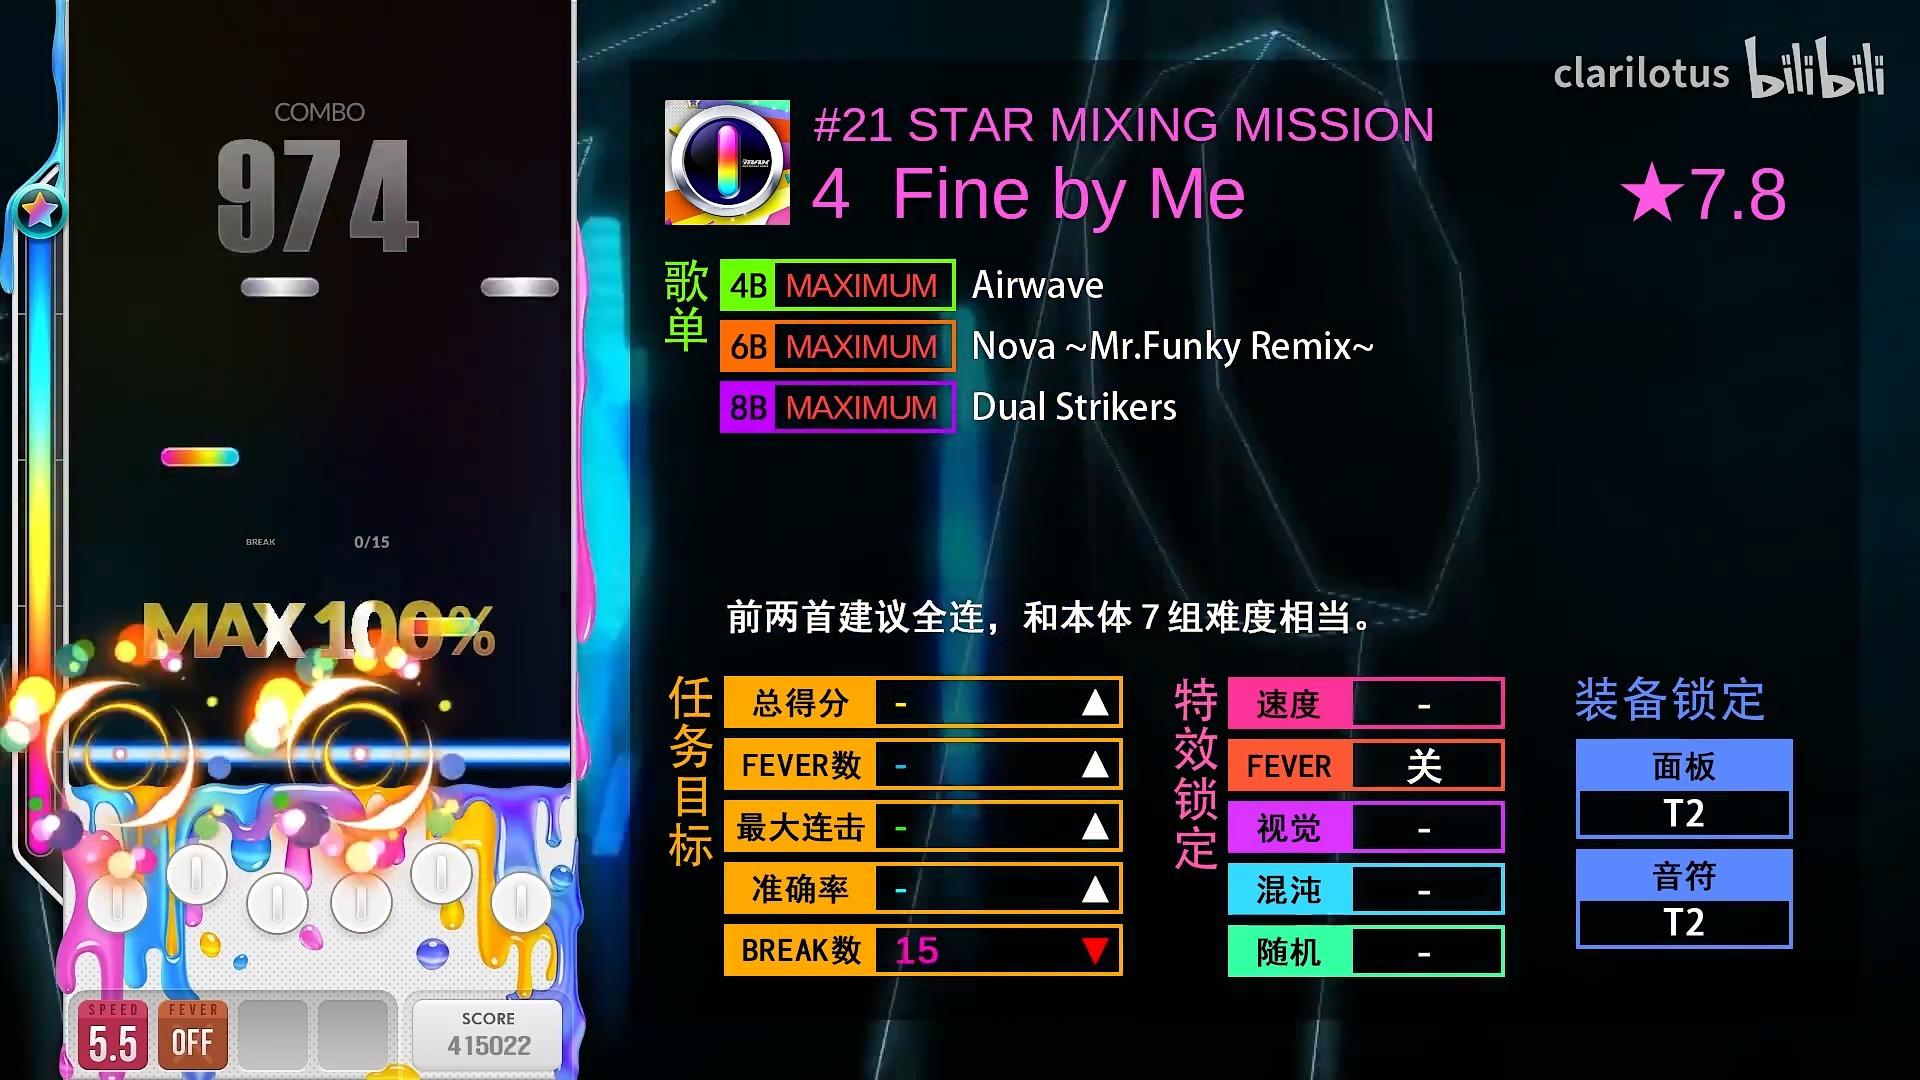 clarilotus bilibili
COMBO
974
BREAK 0/15
MAX 100%
SPEED
5.5
FEVER
OFF
SCORE
415022
#21 STAR MIXING MISSION
4 Fine by Me
★7.8
歌单
4B MAXIMUM Airwave
6B MAXIMUM Nova ~Mr.Funky Remix~
8B MAXIMUM Dual Strikers
前两首建议全连，和本体７组难度相当。
任务目标
总得分 - ▲
FEVER数 - ▲
最大连击 - ▲
准确率 - ▲
BREAK数 15 ▼
特效锁定
速度 -
FEVER 关
视觉 -
混沌 -
随机 -
装备锁定
面板
T2
音符
T2